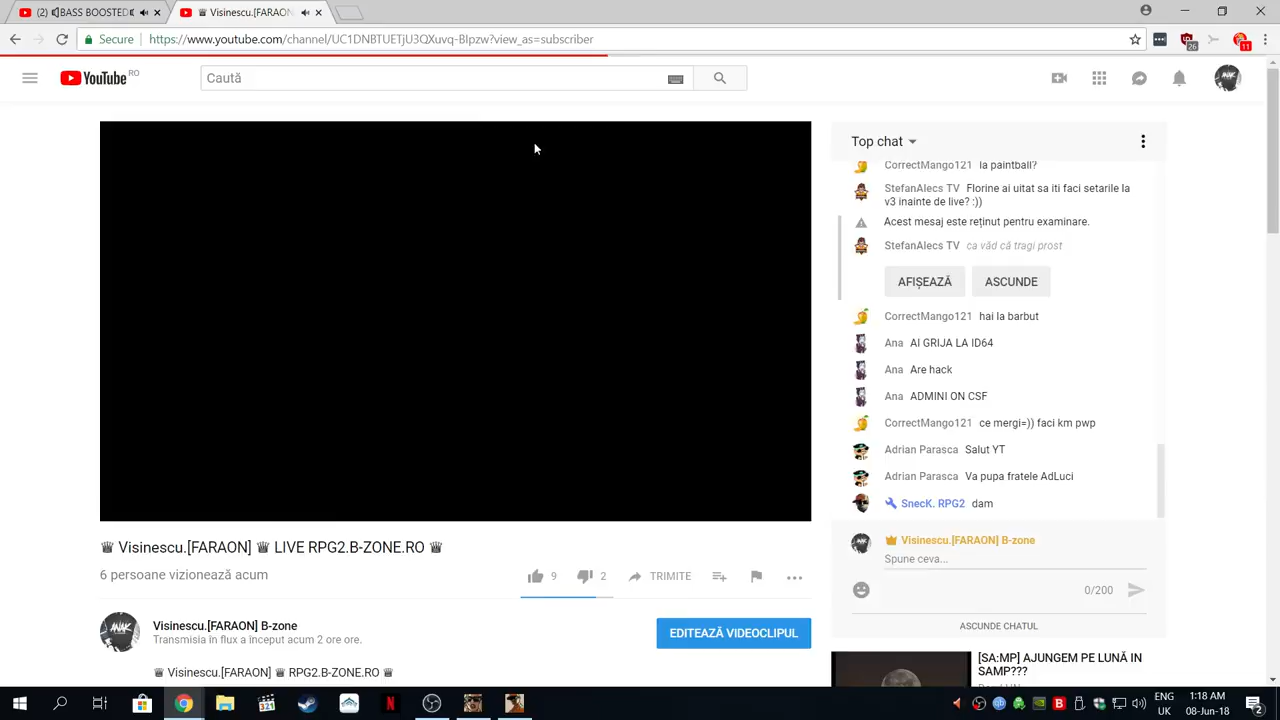 (2) BASS BOOSTED
♕ Visinescu.[FARAON]
Secure
https://www.youtube.com/channel/UC1DNBTUETjU3QXuvq-BIpzw?view_as=subscriber
26
11
YouTube RO
Caută
Top chat
CorrectMango121 la paintball?
StefanAlecs TV Florine ai uitat sa iti faci setarile la
v3 inainte de live? :))
Acest mesaj este reținut pentru examinare.
StefanAlecs TV ca văd că tragi prost
AFIȘEAZĂ
ASCUNDE
CorrectMango121 hai la barbut
Ana AI GRIJA LA ID64
Ana Are hack
Ana ADMINI ON CSF
CorrectMango121 ce mergi=)) faci km pwp
Adrian Parasca Salut YT
Adrian Parasca Va pupa fratele AdLuci
SnecK. RPG2 dam
Visinescu.[FARAON] B-zone
Spune ceva...
0/200
ASCUNDE CHATUL
♕ Visinescu.[FARAON] ♕ LIVE RPG2.B-ZONE.RO ♕
6 persoane vizionează acum
9
2
TRIMITE
Visinescu.[FARAON] B-zone
Transmisia în flux a început acum 2 ore ore.
EDITEAZĂ VIDEOCLIPUL
♕ Visinescu.[FARAON] ♕ RPG2.B-ZONE.RO ♕
[SA:MP] AJUNGEM PE LUNĂ IN
SAMP???
ENG
UK
1:18 AM
08-Jun-18
2